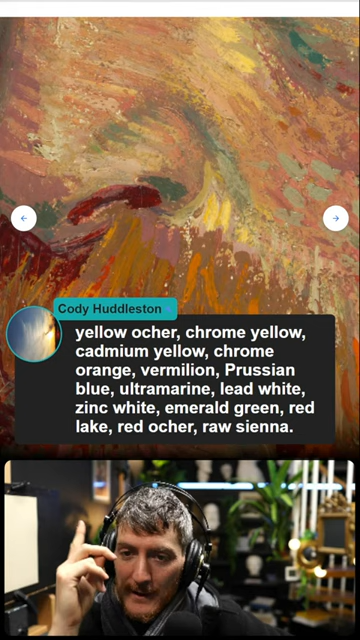 Cody Huddleston
yellow ocher, chrome yellow,
cadmium yellow, chrome
orange, vermilion, Prussian
blue, ultramarine, lead white,
zinc white, emerald green, red
lake, red ocher, raw sienna.